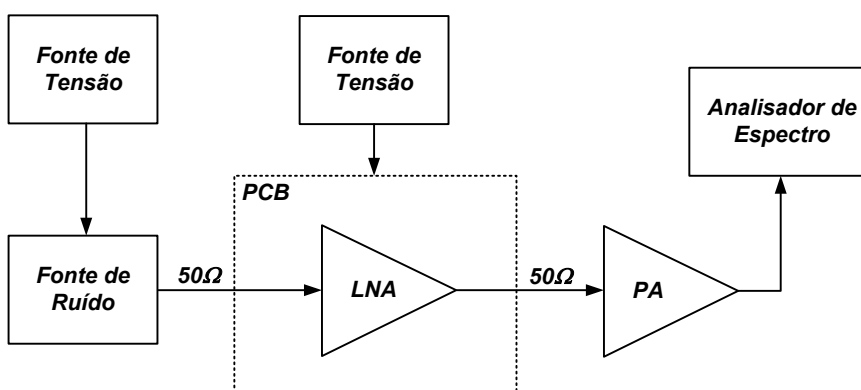 Fonte de
Tensão
Fonte de
Tensão
Analisador de
Espectro
PCB
Fonte de
Ruído
50Ω
LNA
50Ω
PA